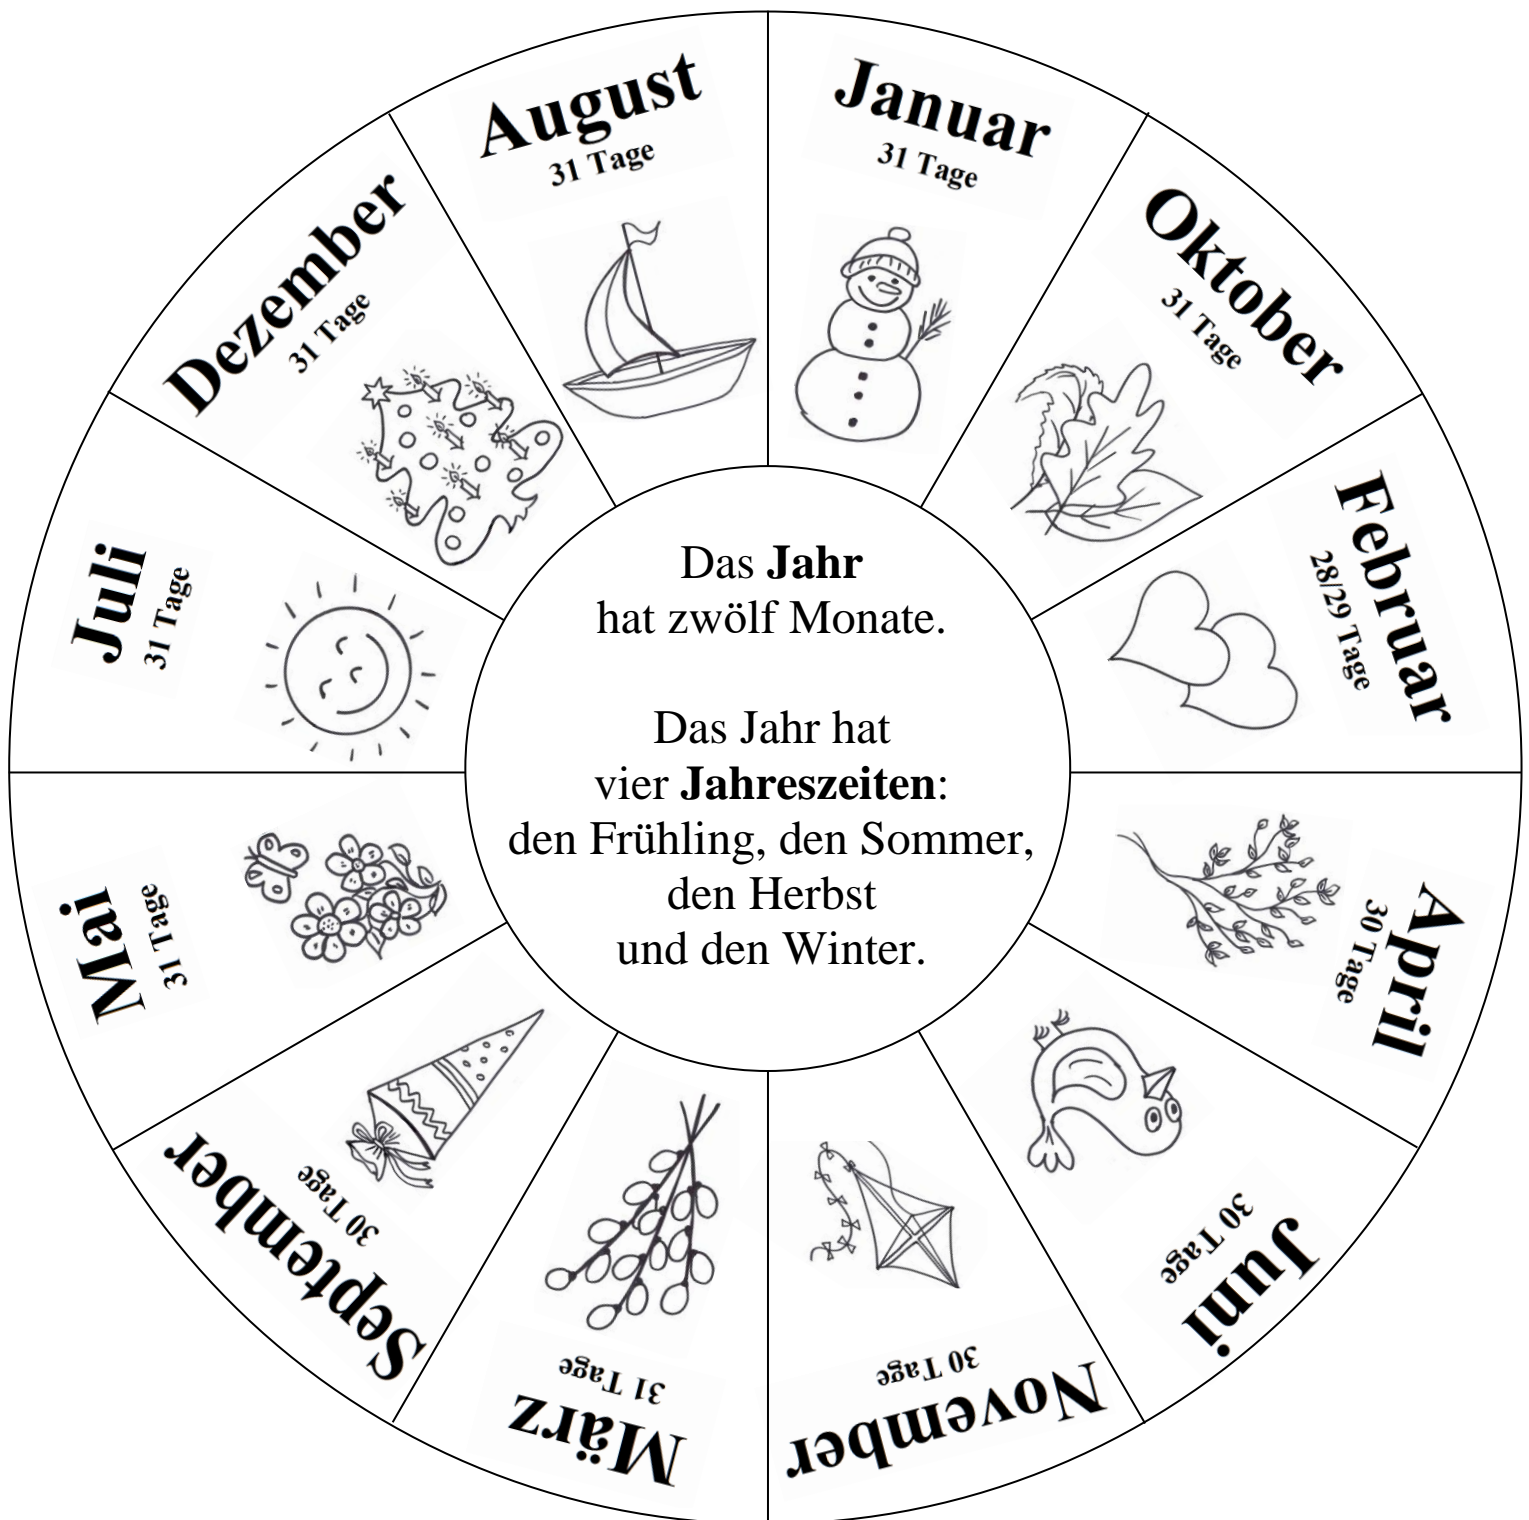 Januar
31 Tage
Oktober
31 Tage
Februar
28/29 Tage
April
30 Tage
Juni
30 Tage
November
30 Tage
März
31 Tage
September
30 Tage
Mai
31 Tage
Juli
31 Tage
Dezember
31 Tage
August
31 Tage
Das Jahr
hat zwölf Monate.
Das Jahr hat
vier Jahreszeiten:
den Frühling, den Sommer,
den Herbst
und den Winter.